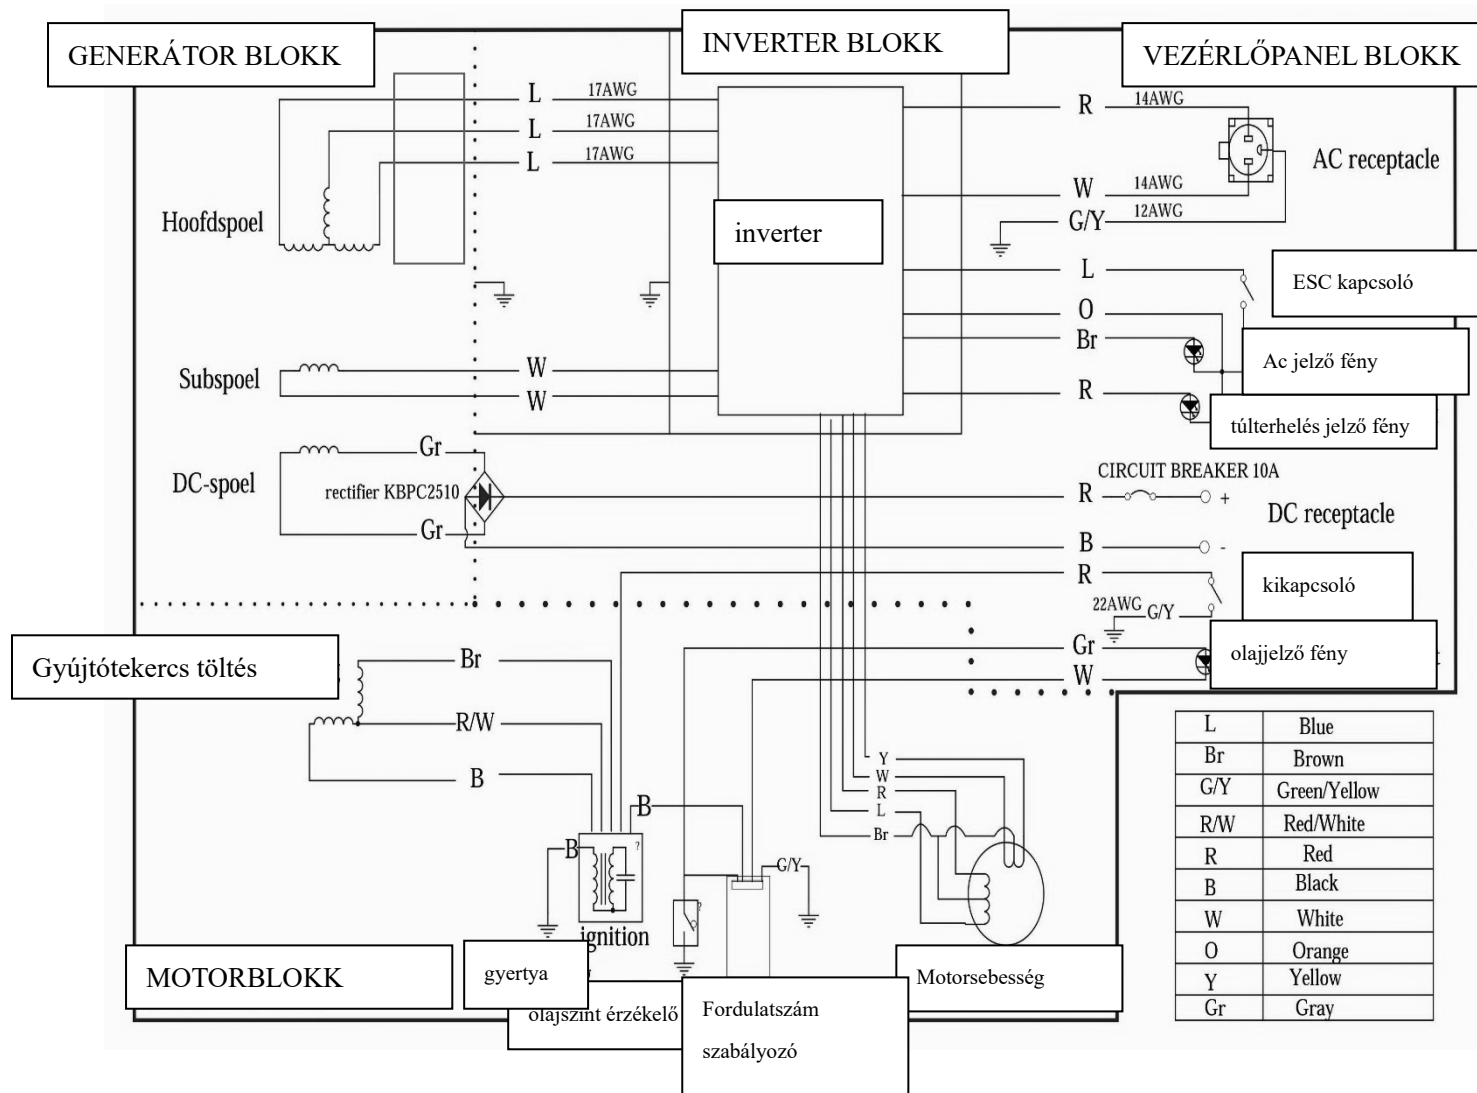 GENERÁTOR BLOKK
INVERTER BLOKK
VEZÉRLŐPANEL BLOKK
L 17AWG
L 17AWG
L 17AWG
R 14AWG
AC receptacle
W 14AWG
G/Y 12AWG
Hoofdspoel
inverter
L
ESC kapcsoló
O
Br
Ac jelző fény
Subspoel
W
W
R
túlterhelés jelző fény
DC-spoel
Gr
rectifier KBPC2510
Gr
CIRCUIT BREAKER 10A
R
+
DC receptacle
B
-
R
kikapcsoló
22AWG G/Y
Gr
W
olajjelző fény
Gyújtótekercs töltés
Br
R/W
B
B
B
?
ignition
?
G/Y
Y
W
R
L
Br
MOTORBLOKK
gyertya
olajszint érzékelő
Fordulatszám
szabályozó
Motorsebesség
L Blue
Br Brown
G/Y Green/Yellow
R/W Red/White
R Red
B Black
W White
O Orange
Y Yellow
Gr Gray